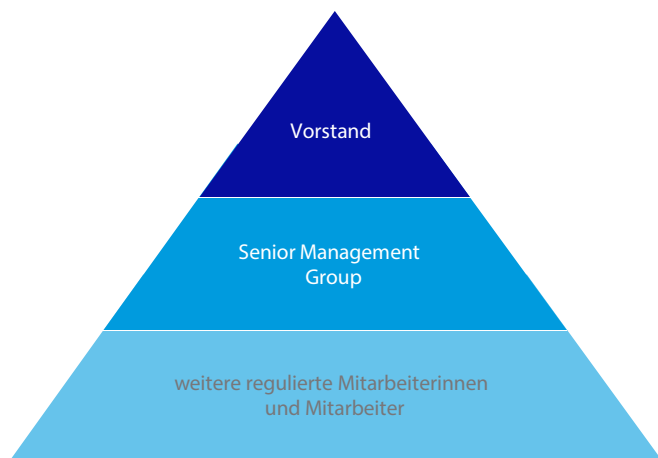 Vorstand
Senior Management
Group
weitere regulierte Mitarbeiterinnen
und Mitarbeiter